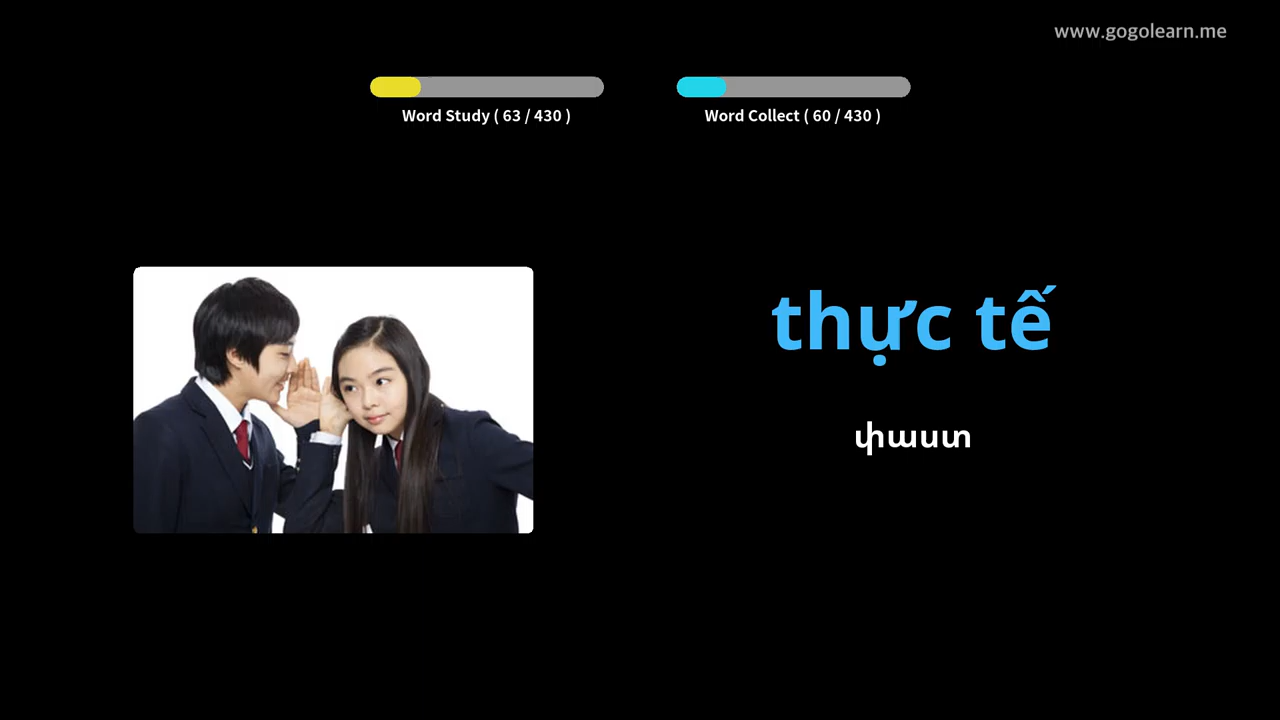 www.gogolearn.me
Word Study ( 63 / 430 )
Word Collect ( 60 / 430 )
thực tế
փաստ